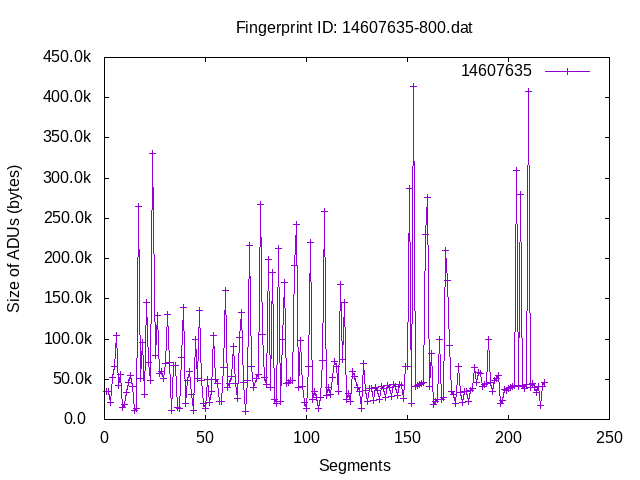 Fingerprint ID: 14607635-800.dat
450.0k
14607635
400.0k
350.0k
300.0k
250.0k
200.0k
150.0k
100.0k
50.0k
0.0
Size of ADUs (bytes)
0 50 100 150 200 250
Segments